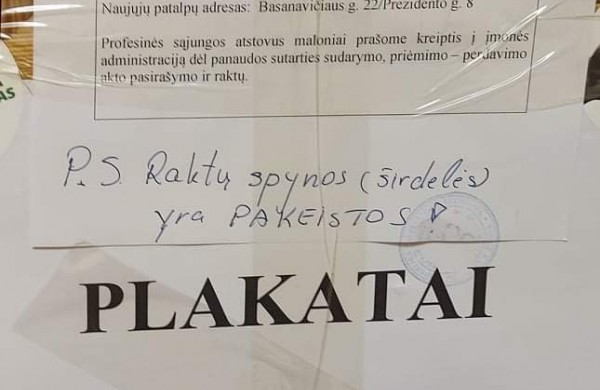 Naujųjų patalpų adresas: Basanavičiaus g. 22/Prezidento g. 8
Profesinės sąjungos atstovus maloniai prašome kreiptis į įmonės
administraciją dėl panaudos sutarties sudarymo, priėmimo – perdavimo
akto pasirašymo ir raktų.
P.S. Raktų spynos (širdelės)
yra PAKEISTOS!
PLAKATAI